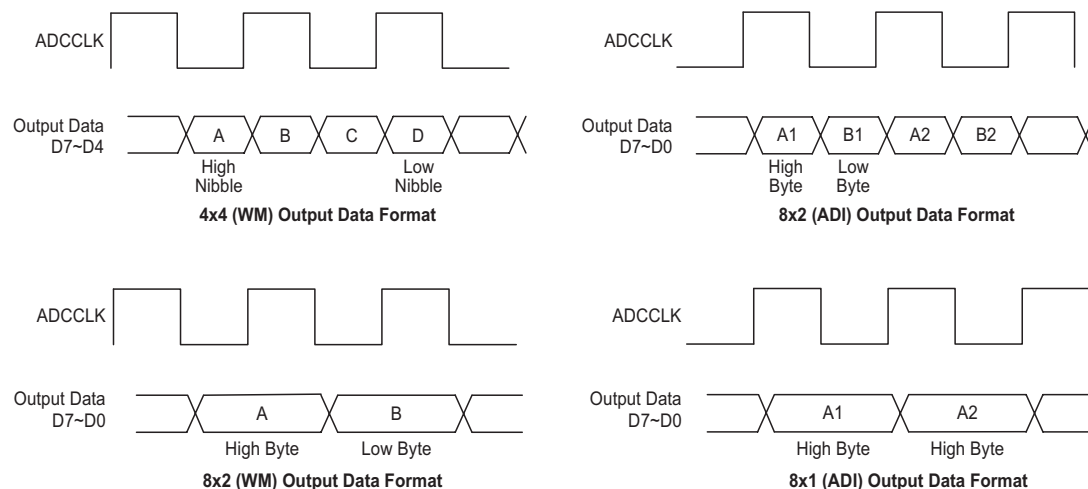 ADCCLK
Output Data
D7~D4
A B C D
High
Nibble
Low
Nibble
4x4 (WM) Output Data Format
ADCCLK
Output Data
D7~D0
A1 B1 A2 B2
High
Byte
Low
Byte
8x2 (ADI) Output Data Format
ADCCLK
Output Data
D7~D0
A B
High Byte Low Byte
8x2 (WM) Output Data Format
ADCCLK
Output Data
D7~D0
A1 A2
High Byte High Byte
8x1 (ADI) Output Data Format